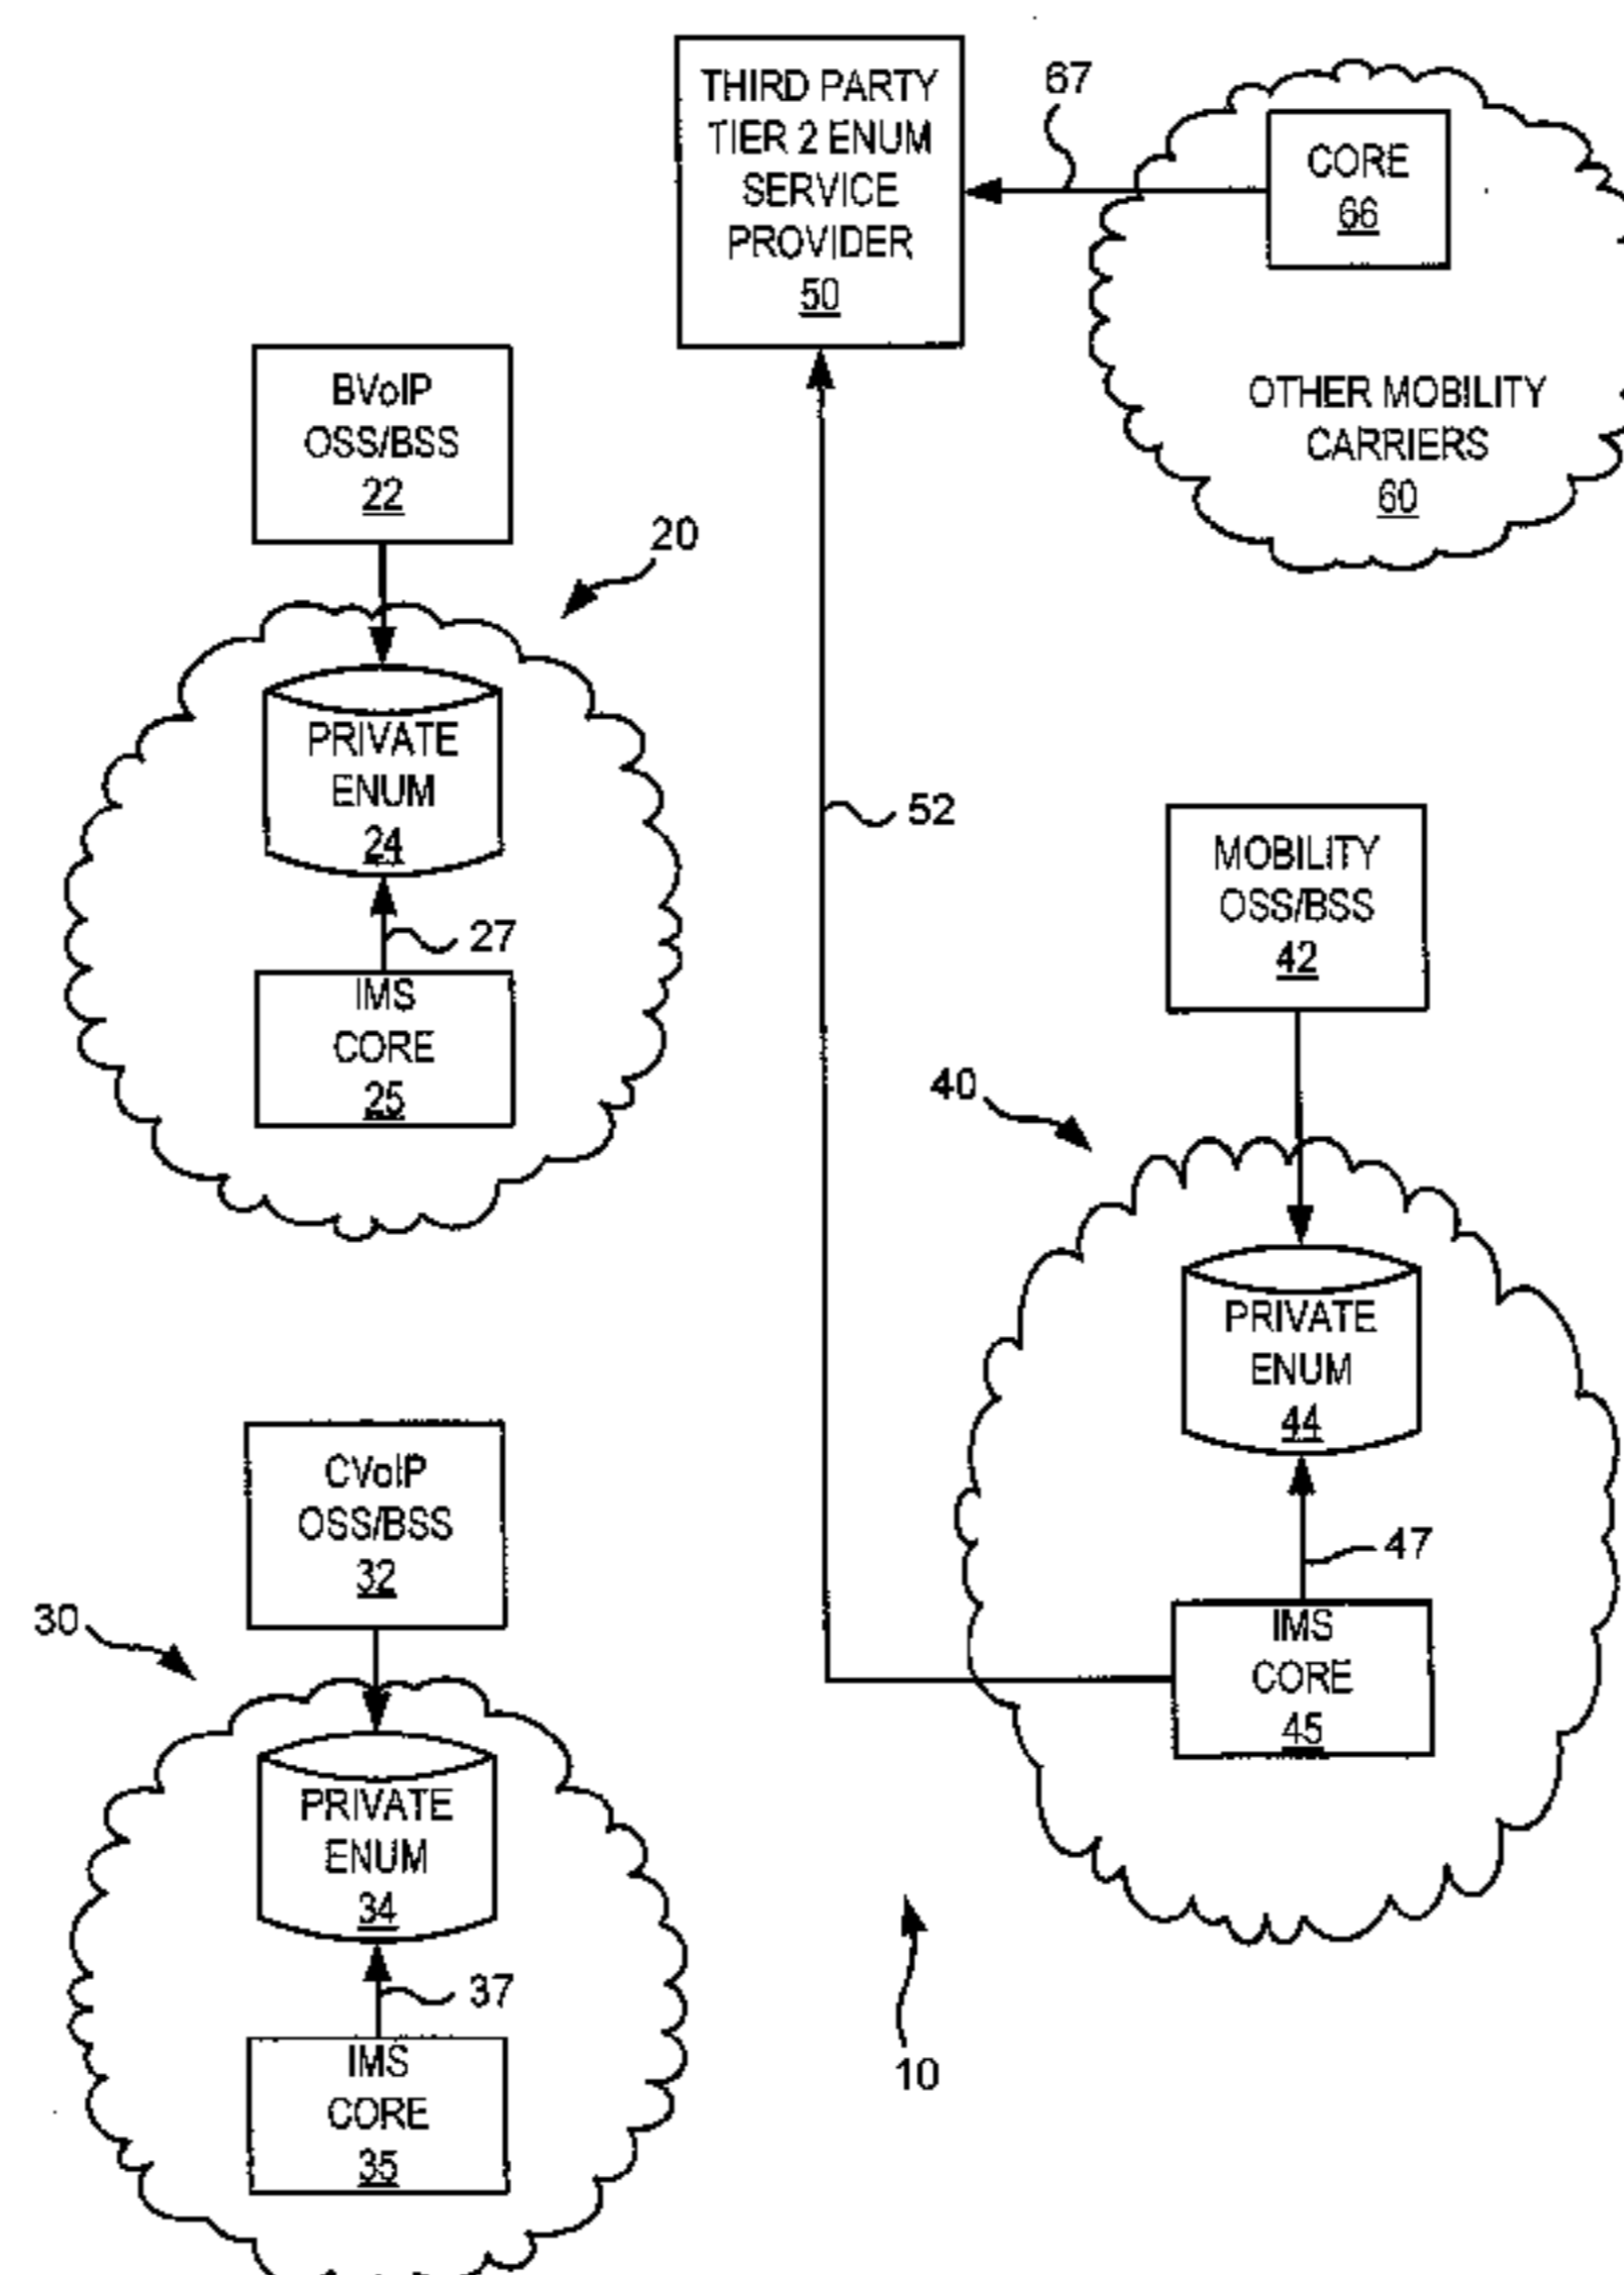 THIRD PARTY
TIER 2 ENUM
SERVICE
PROVIDER
50
67
CORE
66
OTHER MOBILITY
CARRIERS
60
BVoIP
OSS/BSS
22
20
PRIVATE
ENUM
24
27
IMS
CORE
25
52
MOBILITY
OSS/BSS
42
40
PRIVATE
ENUM
44
47
IMS
CORE
45
CVoIP
OSS/BSS
32
30
PRIVATE
ENUM
34
37
IMS
CORE
35
10